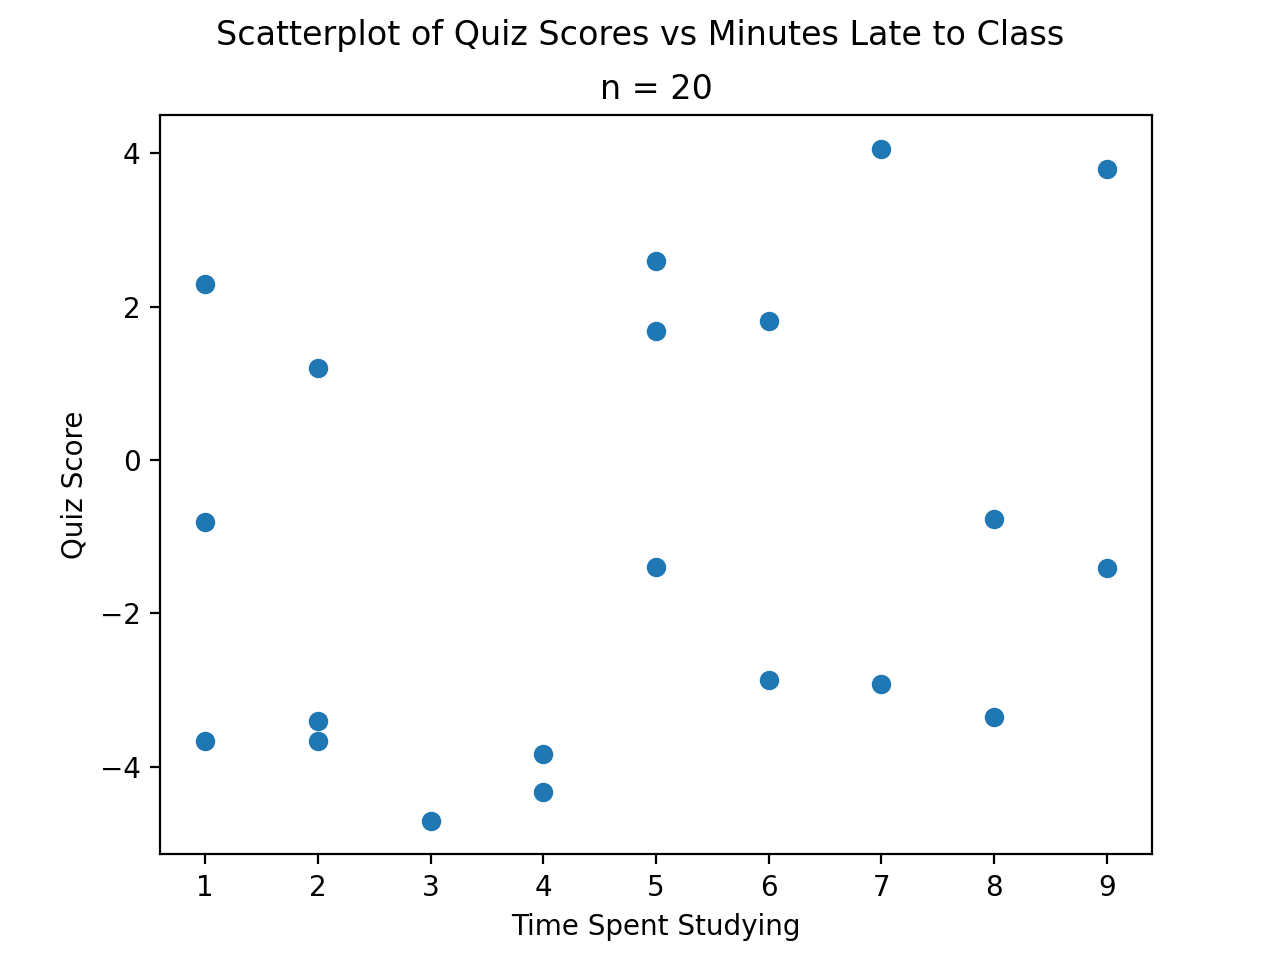 Scatterplot of Quiz Scores vs Minutes Late to Class
n = 20
4
2
0
−2
−4
Quiz Score
1 2 3 4 5 6 7 8 9
Time Spent Studying